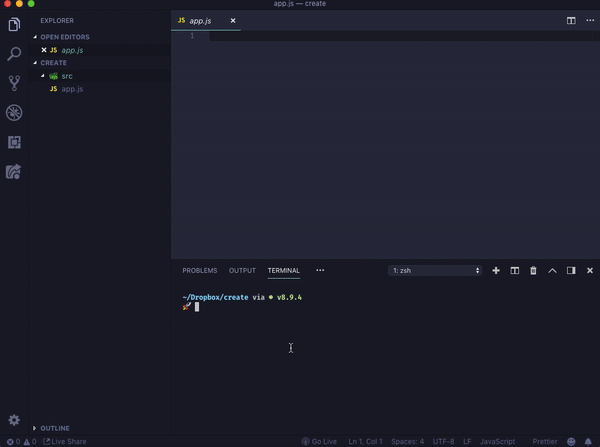 app.js — create
EXPLORER
OPEN EDITORS
JS app.js
CREATE
src
JS app.js
OUTLINE
JS app.js
1
PROBLEMS OUTPUT TERMINAL
1: zsh
~/Dropbox/create via v8.9.4
0 0 Live Share
Go Live Ln 1, Col 1 Spaces: 4 UTF-8 LF JavaScript Prettier